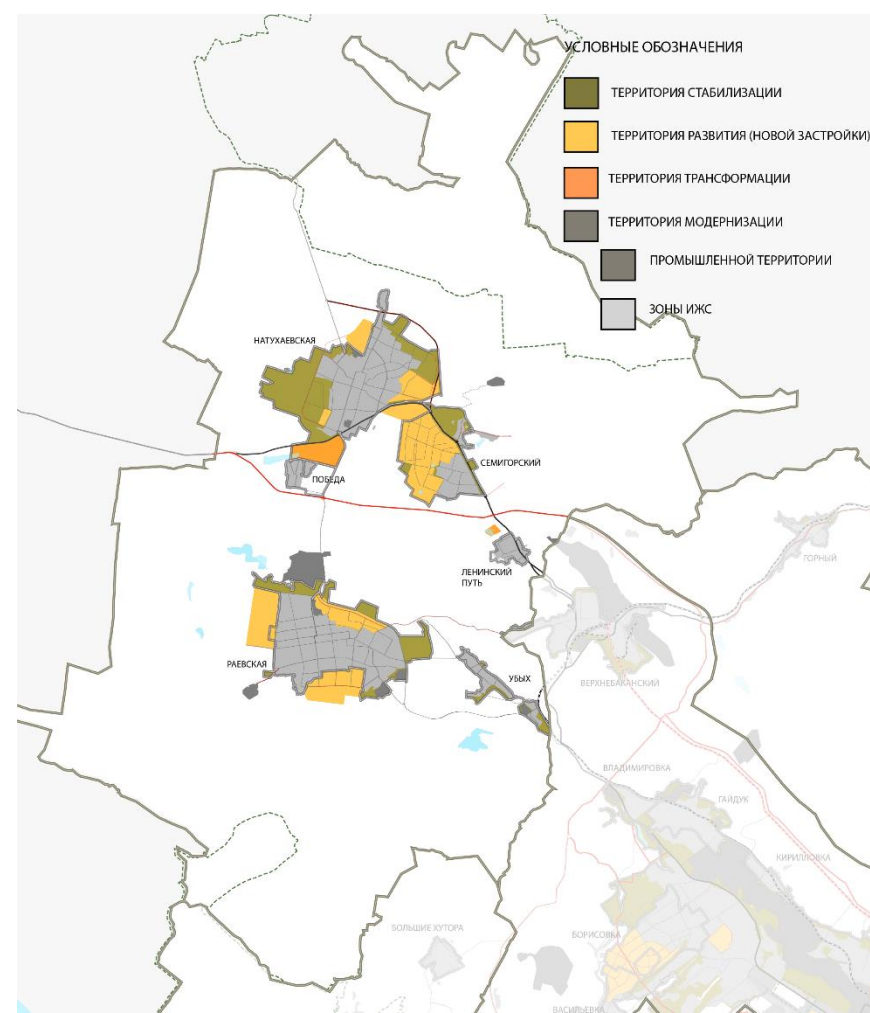 УСЛОВНЫЕ ОБОЗНАЧЕНИЯ
ТЕРРИТОРИЯ СТАБИЛИЗАЦИИ
ТЕРРИТОРИЯ РАЗВИТИЯ (НОВОЙ ЗАСТРОЙКИ)
ТЕРРИТОРИЯ ТРАНСФОРМАЦИИ
ТЕРРИТОРИЯ МОДЕРНИЗАЦИИ
ПРОМЫШЛЕННОЙ ТЕРРИТОРИИ
ЗОНЫ ИЖС
НАТУХАЕВСКАЯ
СЕМИГОРСКИЙ
ПОБЕДА
ГОРНЫЙ
ЛЕНИНСКИЙ
ПУТЬ
РАЕВСКАЯ
УБЫХ
ВЕРХНЕБАКАНСКИЙ
ВЛАДИМИРОВКА
ГАЙДУК
КИРИЛЛОВКА
БОЛЬШИЕ ХУТОРА
БОРИСОВКА
ВАСИЛЬЕВКА